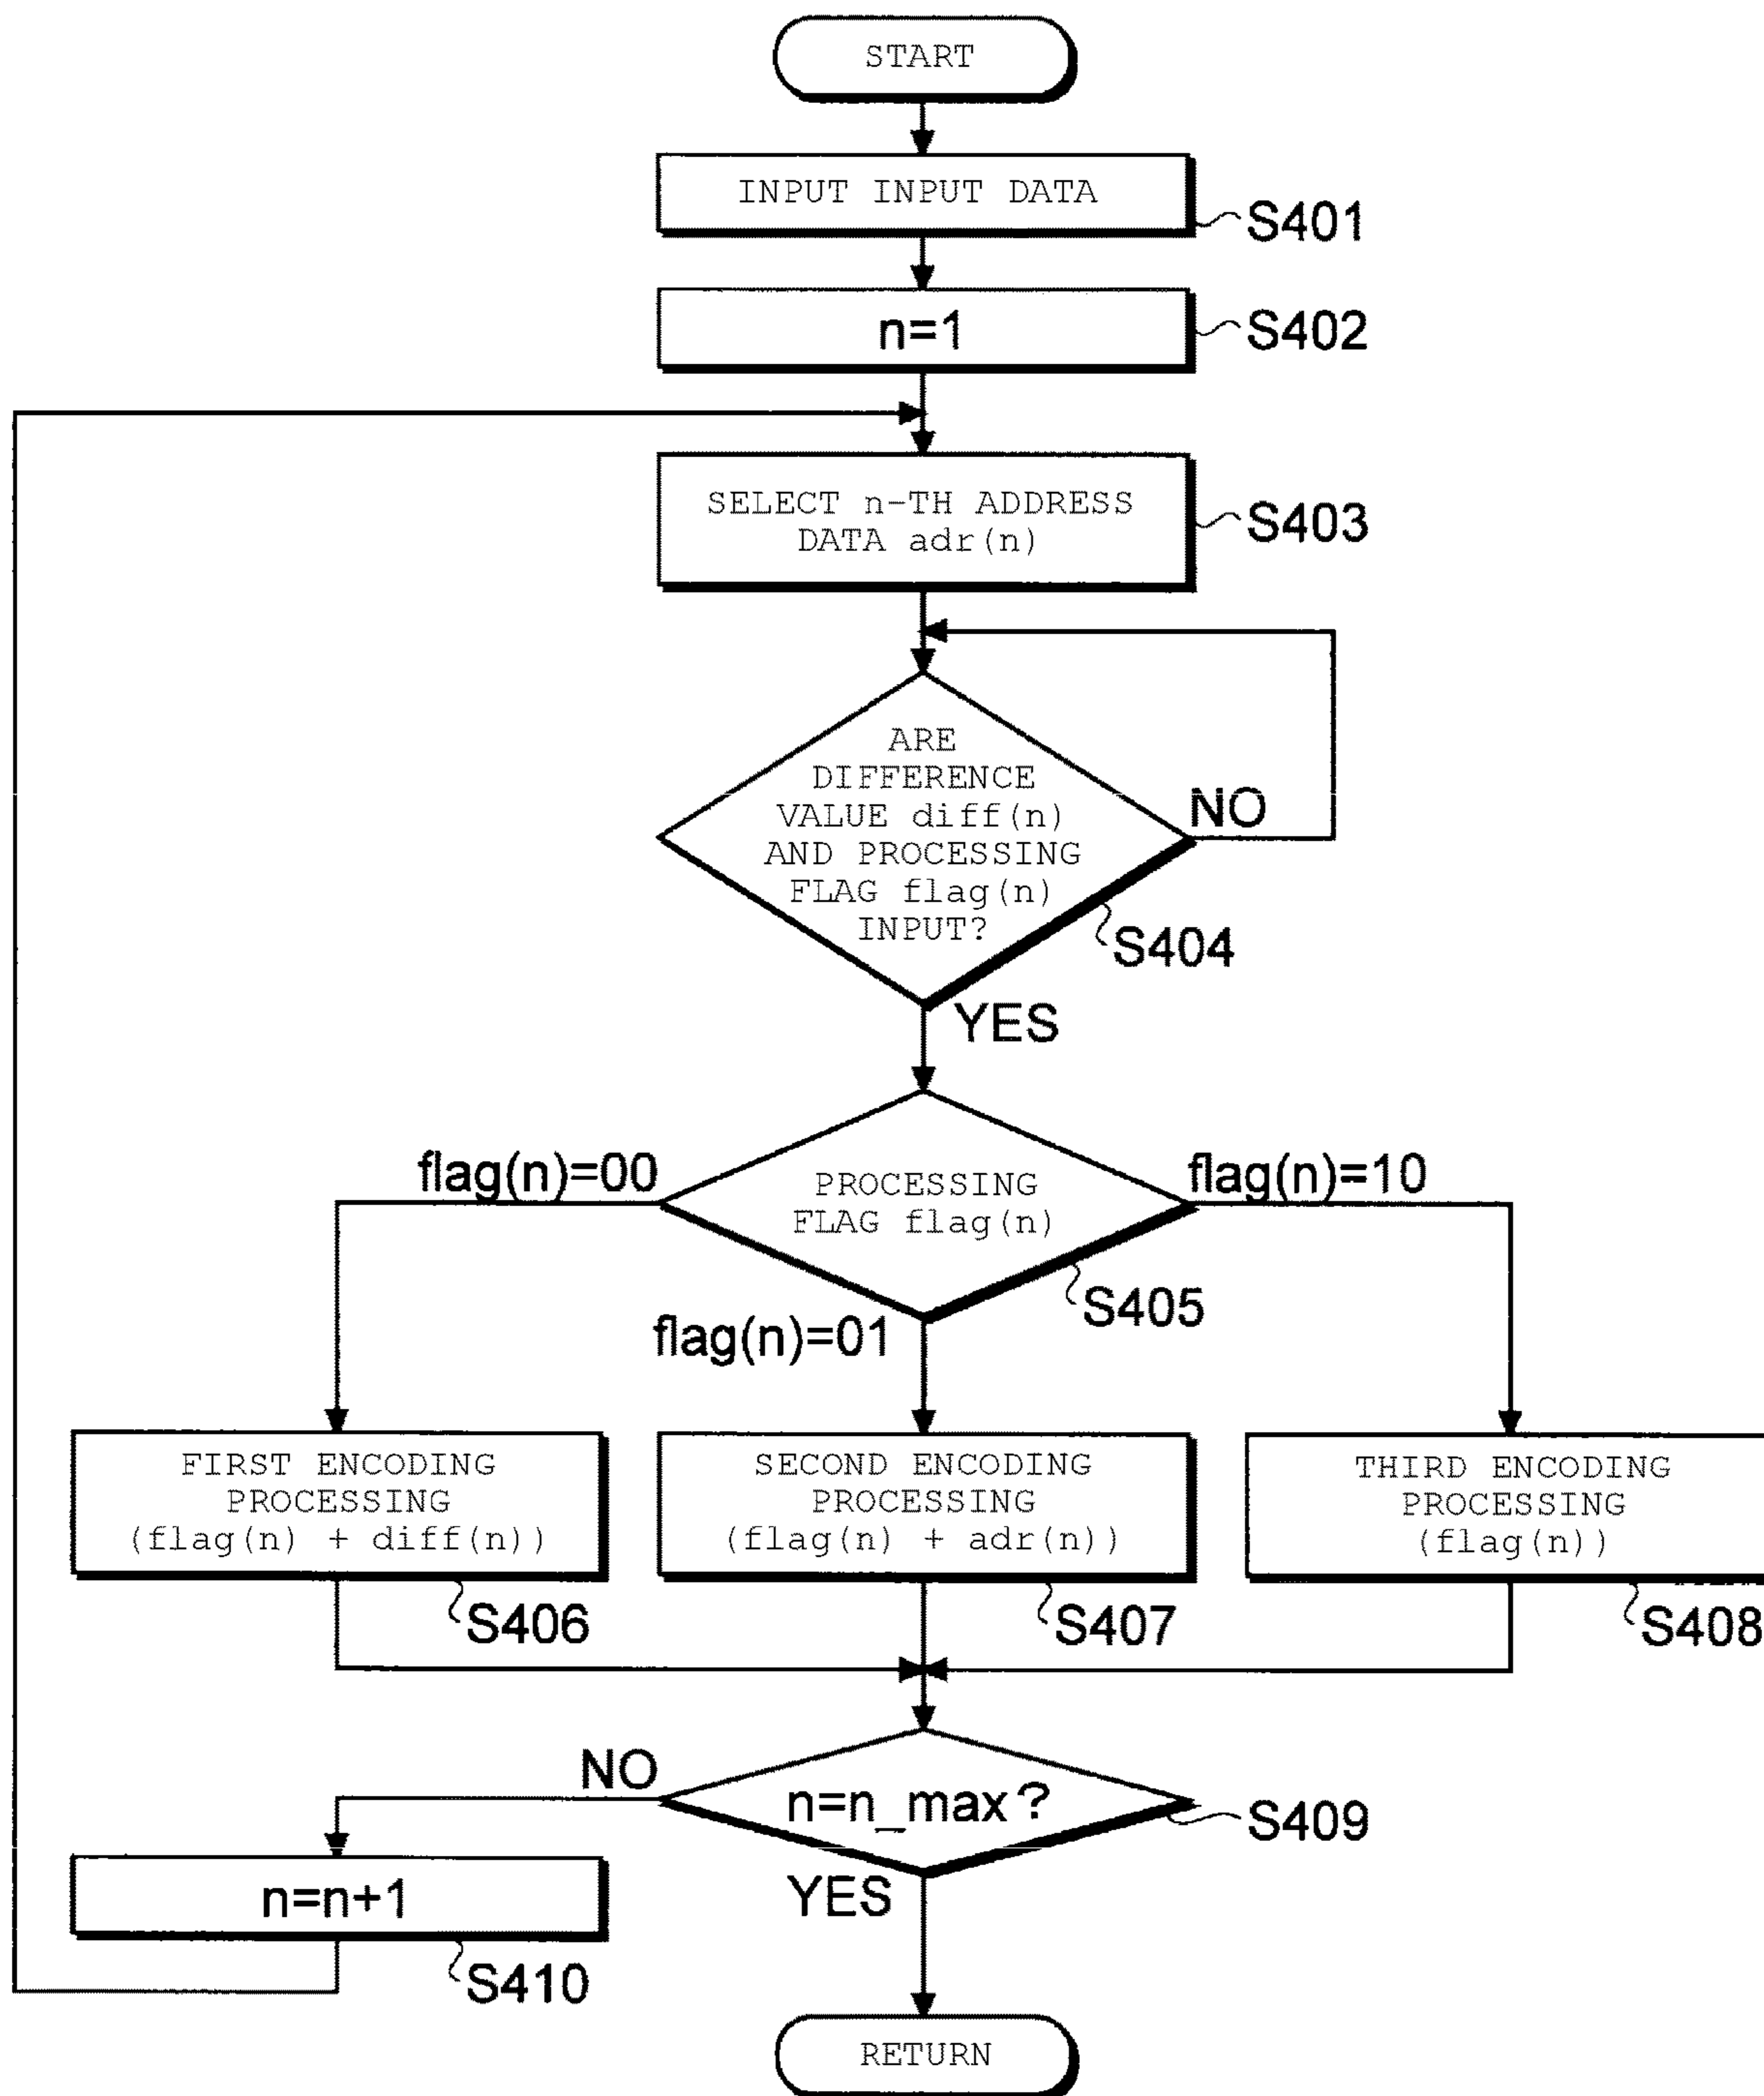 START
INPUT INPUT DATA
S401
n=1
S402
SELECT n-TH ADDRESS
DATA adr(n)
S403
ARE
DIFFERENCE
VALUE diff(n)
AND PROCESSING
FLAG flag(n)
INPUT?
NO
S404
YES
flag(n)=00
PROCESSING
FLAG flag(n)
flag(n)=10
S405
flag(n)=01
FIRST ENCODING
PROCESSING
(flag(n) + diff(n))
S406
SECOND ENCODING
PROCESSING
(flag(n) + adr(n))
S407
THIRD ENCODING
PROCESSING
(flag(n))
S408
NO
n=n_max?
S409
YES
n=n+1
S410
RETURN